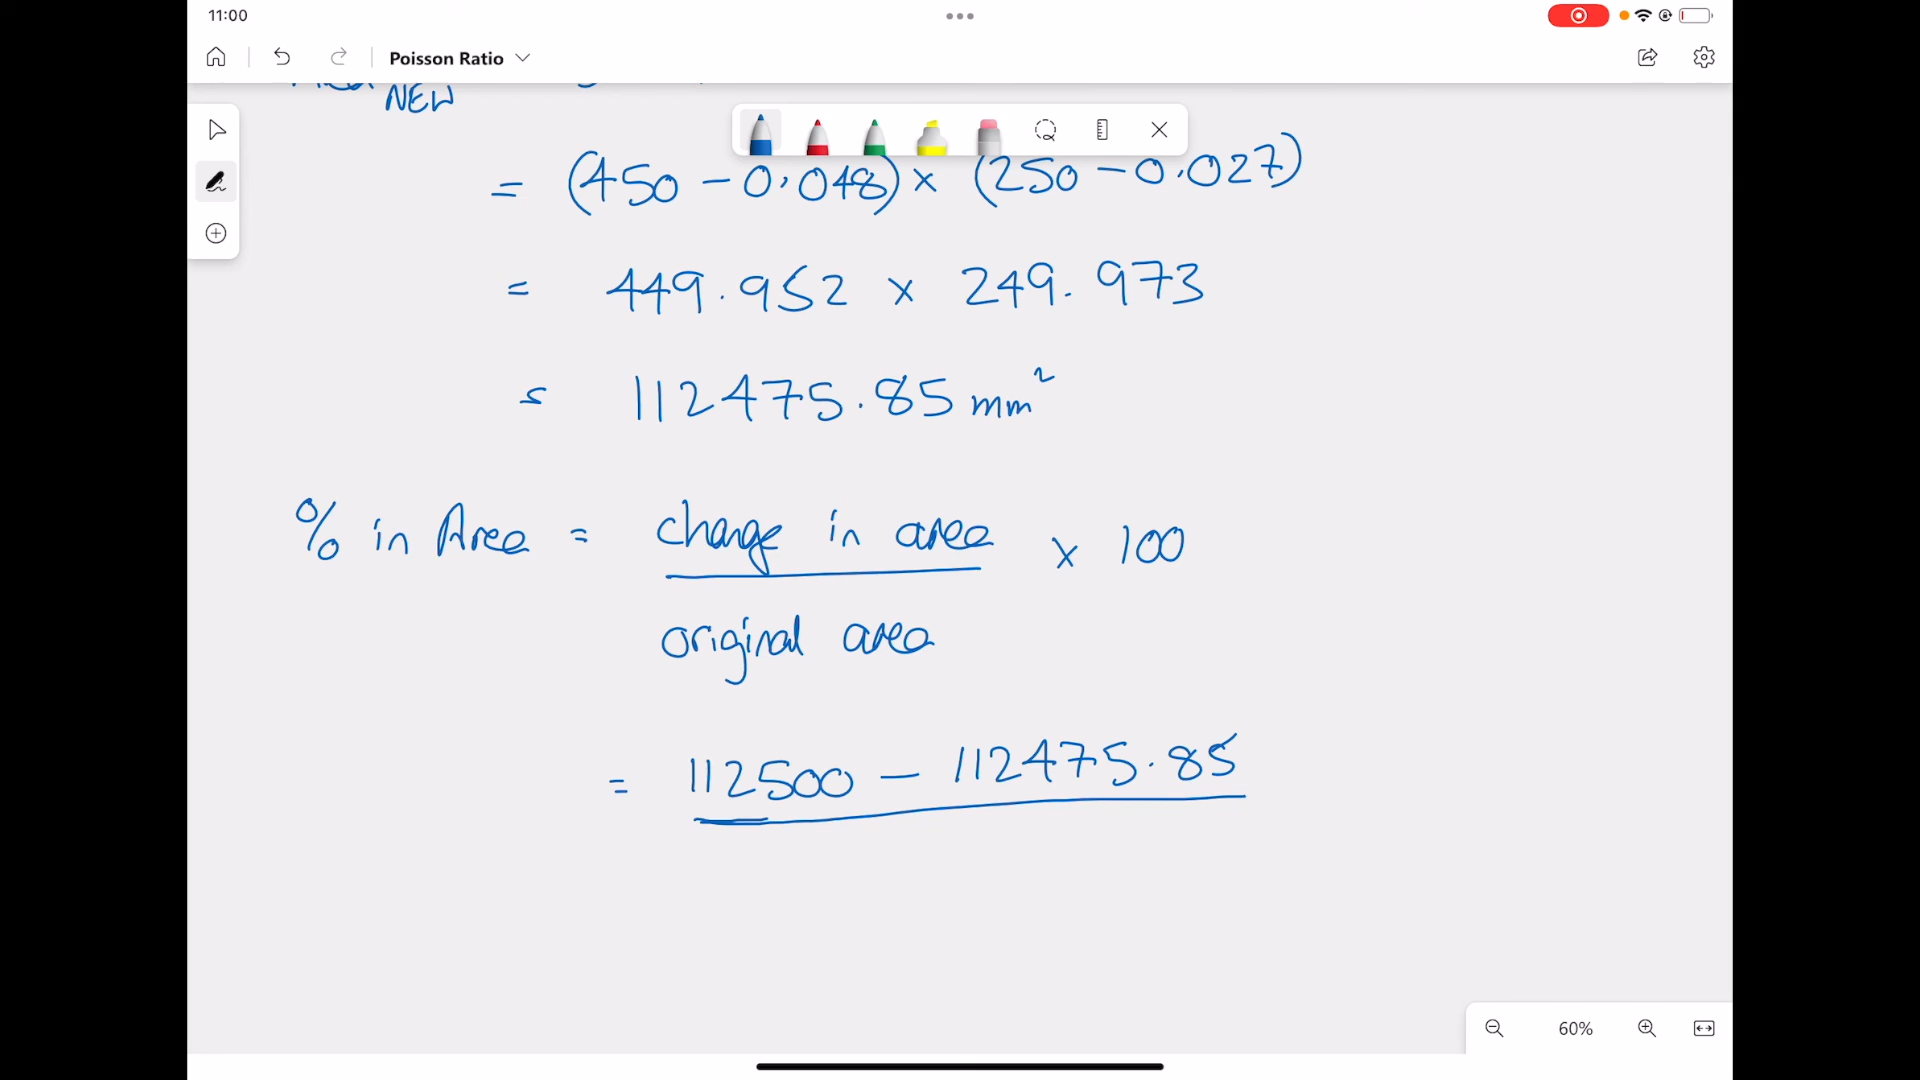 11:00
Poisson Ratio
NEW
= (450 - 0.048) × (250 - 0.027)
= 449.952 × 249.973
= 112475.85 mm²
% in Area = change in area × 100
original area
= 112500 - 112475.85
60%